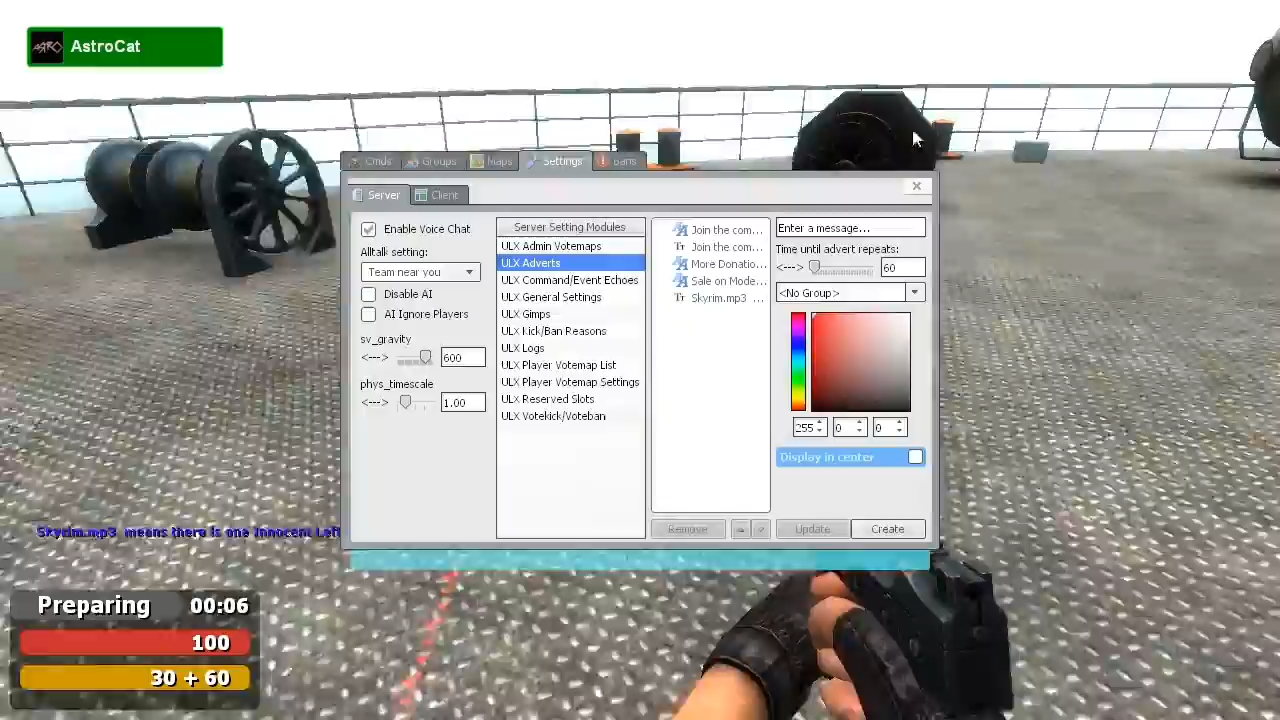 AstroCat
Cmds
Groups
Maps
Settings
Bans
Server
Client
Enable Voice Chat
Alltalk setting:
Team near you
Disable AI
AI Ignore Players
sv_gravity
<--->
600
phys_timescale
<--->
1.00
Server Setting Modules
ULX Admin Votemaps
ULX Adverts
ULX Command/Event Echoes
ULX General Settings
ULX Gimps
ULX Kick/Ban Reasons
ULX Logs
ULX Player Votemap List
ULX Player Votemap Settings
ULX Reserved Slots
ULX Votekick/Voteban
Join the com...
Tr Join the com...
More Donatio...
Sale on Mode...
Tr Skyrim.mp3 ...
Remove
Enter a message...
Time until advert repeats:
<--->
60
<No Group>
255
0
0
Display in center
Update
Create
Skyrim.mp3 means there is one Innocent Left
Preparing 00:06
100
30 + 60